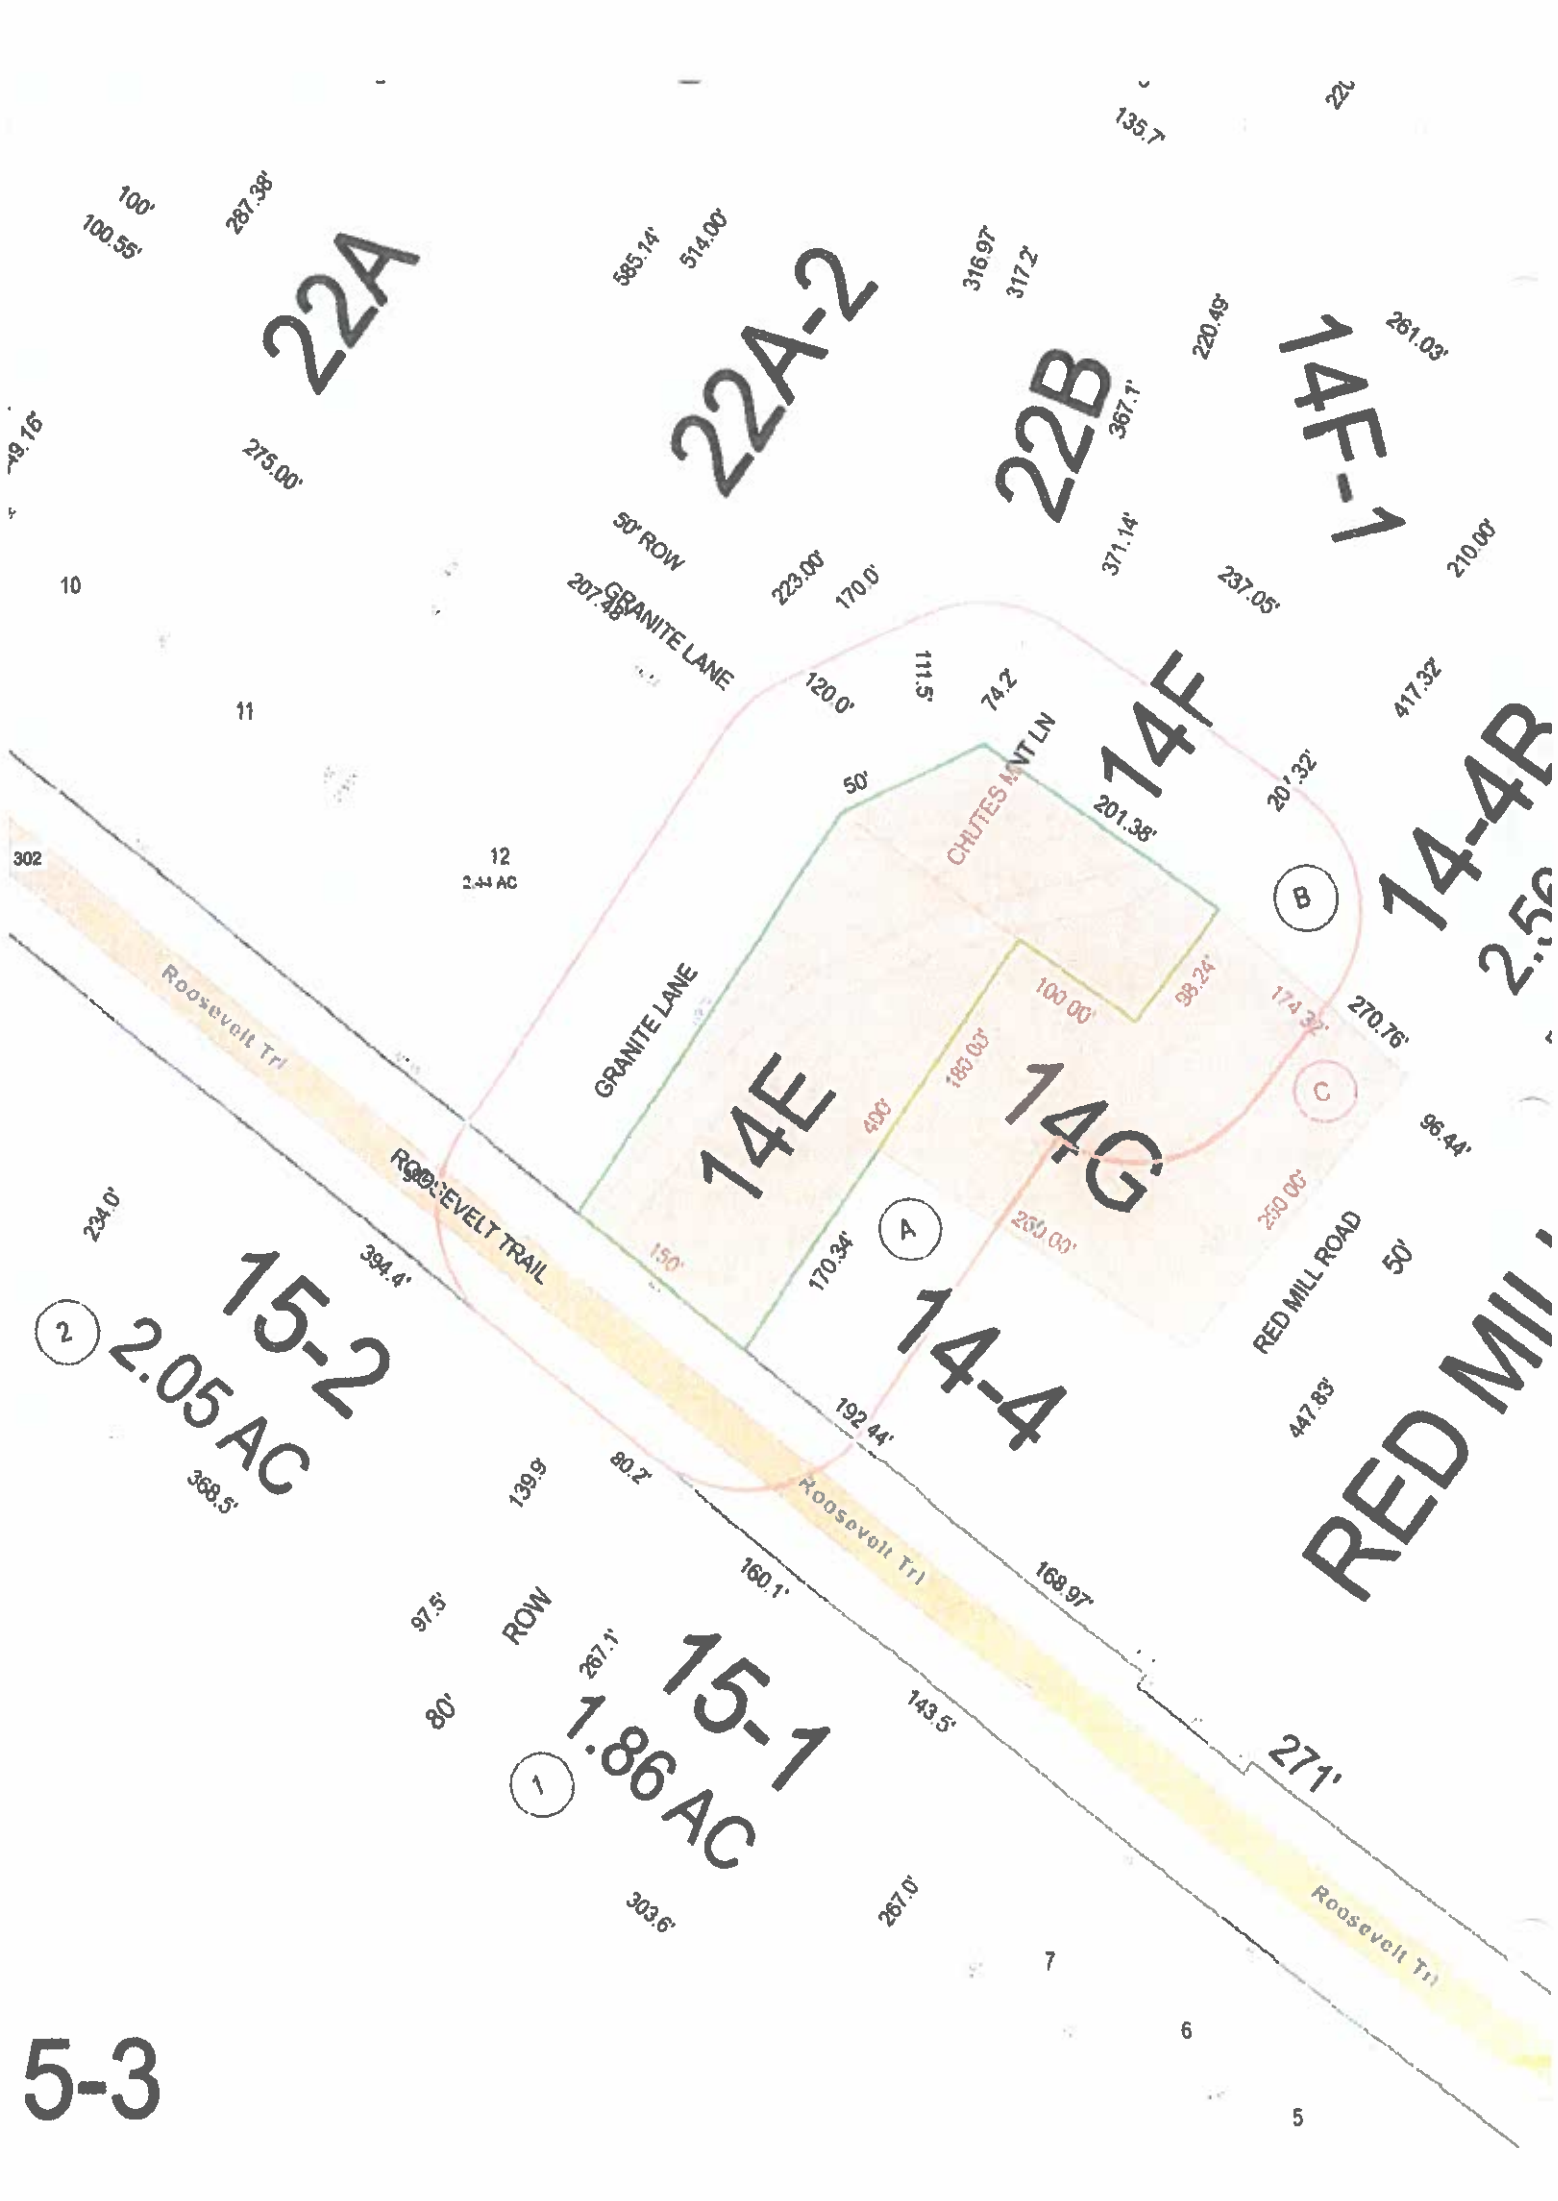 135.7'
100'
100.55'
287.38'
22A
585.14'
514.00'
22A-2
316.97'
317.2'
22B
367.1'
220.49'
14F-1
261.03'
275.00'
50' ROW
207.48
GRANITE LANE
223.00'
170.0'
371.14'
237.05'
210.00'
10
11
120.0'
111.5'
74.2'
CHUTES MNT LN
14F
417.32'
14-4B
2.56
50'
201.38'
302
12
2.44 AC
B
Roosevelt Trl
GRANITE LANE
100.00'
98.24'
174.32'
270.76'
180.00'
400'
14E
14G
C
96.44'
ROOSEVELT TRAIL
234.0'
394.4'
15-2
2
2.05 AC
368.5'
150'
170.34'
A
250.00'
250.00'
RED MILL ROAD
50'
RED MILL
14-4
447.83'
192.44'
139.9'
80.2'
Roosevelt Trl
160.1'
168.97'
97.5'
ROW
267.1'
80'
15-1
1
1.86 AC
143.5'
271'
303.6'
267.0'
Roosevelt Trl
7
6
5
5-3